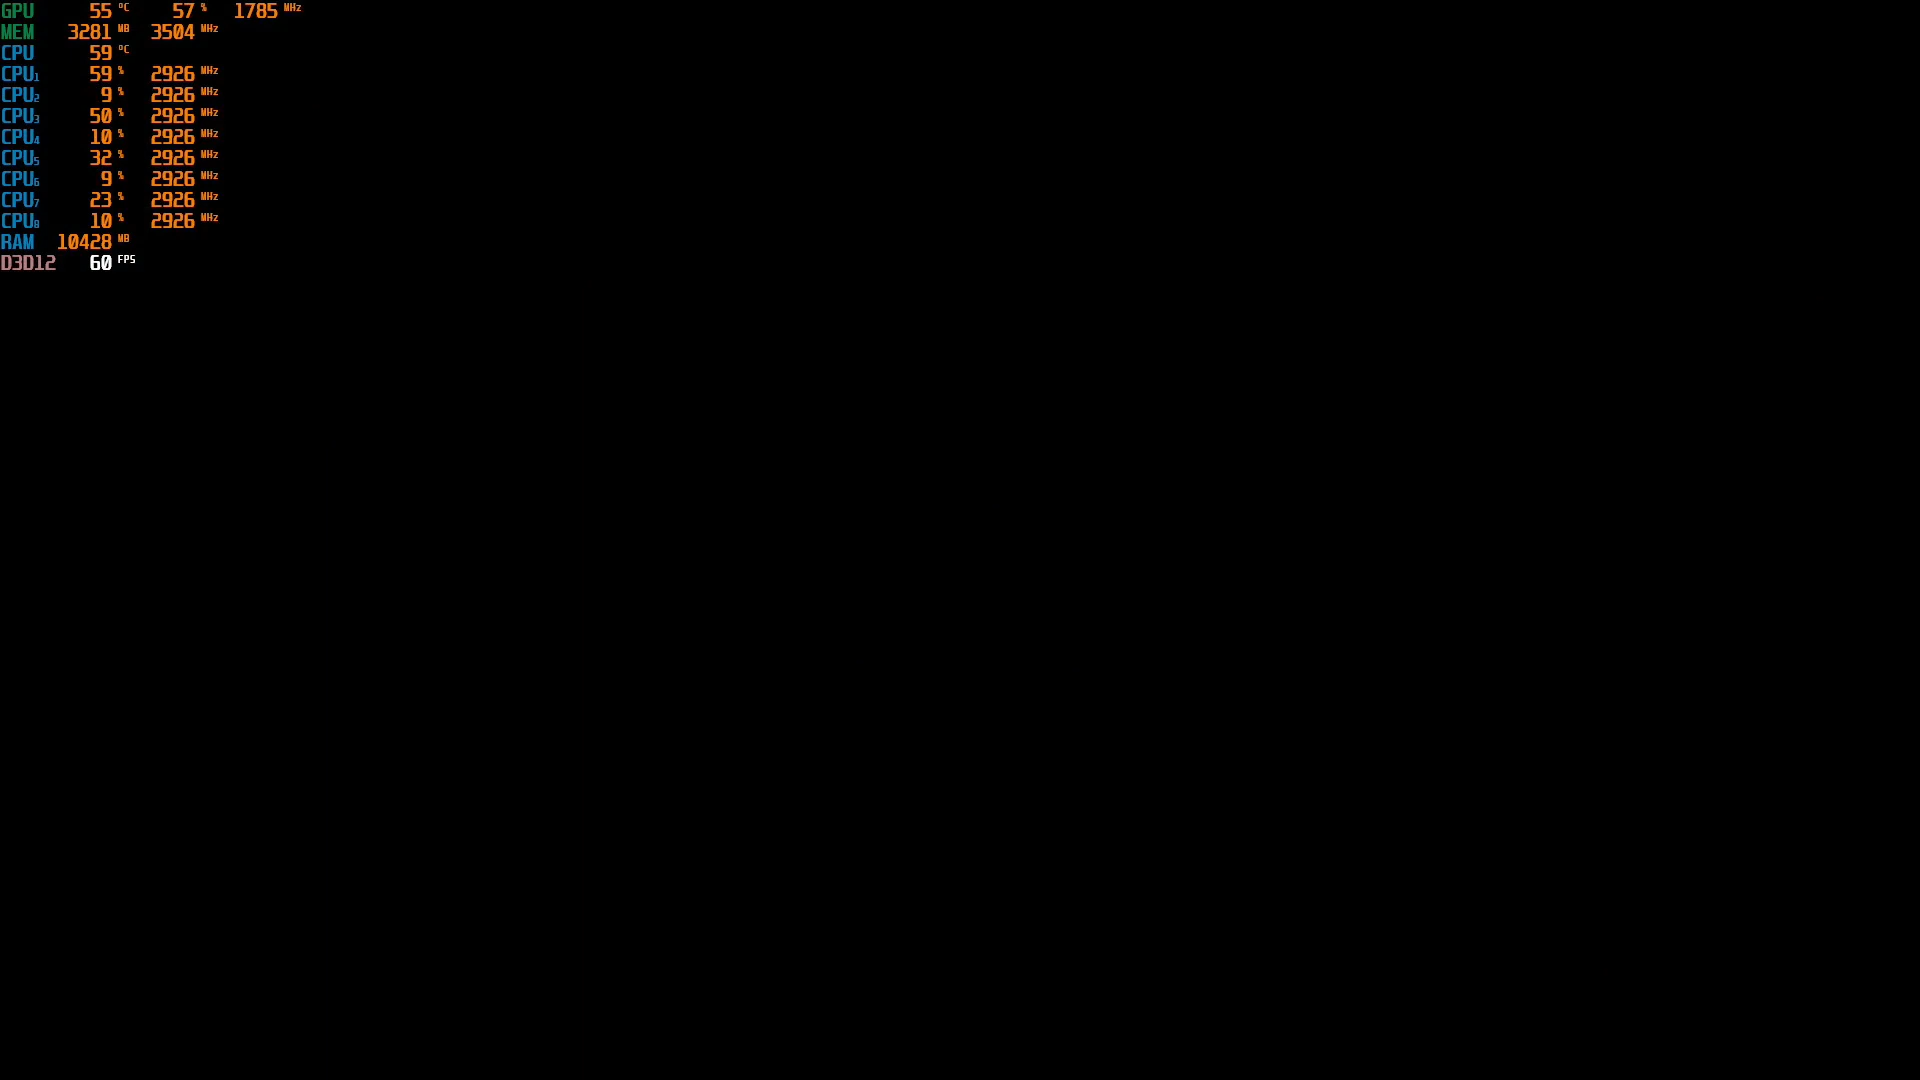 GPU 55 °C 57 % 1785 MHz
MEM 3281 MB 3504 MHz
CPU 59 °C
CPU1 59 % 2926 MHz
CPU2 9 % 2926 MHz
CPU3 50 % 2926 MHz
CPU4 10 % 2926 MHz
CPU5 32 % 2926 MHz
CPU6 9 % 2926 MHz
CPU7 23 % 2926 MHz
CPU8 10 % 2926 MHz
RAM 10428 MB
D3D12 60 FPS